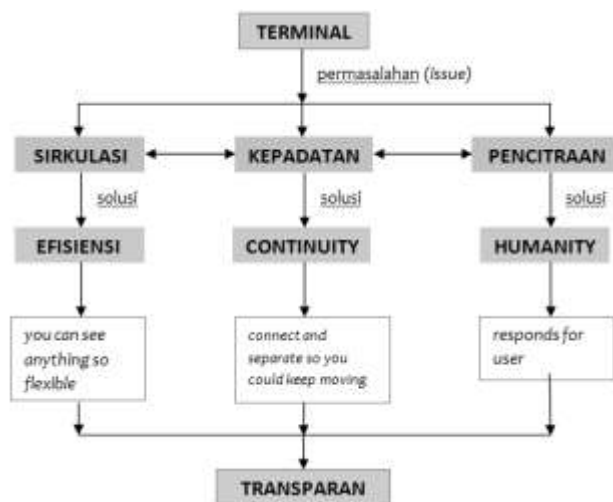 TERMINAL
permasalahan (issue)
SIRKULASI
KEPADATAN
PENCITRAAN
solusi
solusi
solusi
EFISIENSI
CONTINUITY
HUMANITY
you can see
anything so
flexible
connect and
separate so you
could keep moving
responds for
user
TRANSPARAN